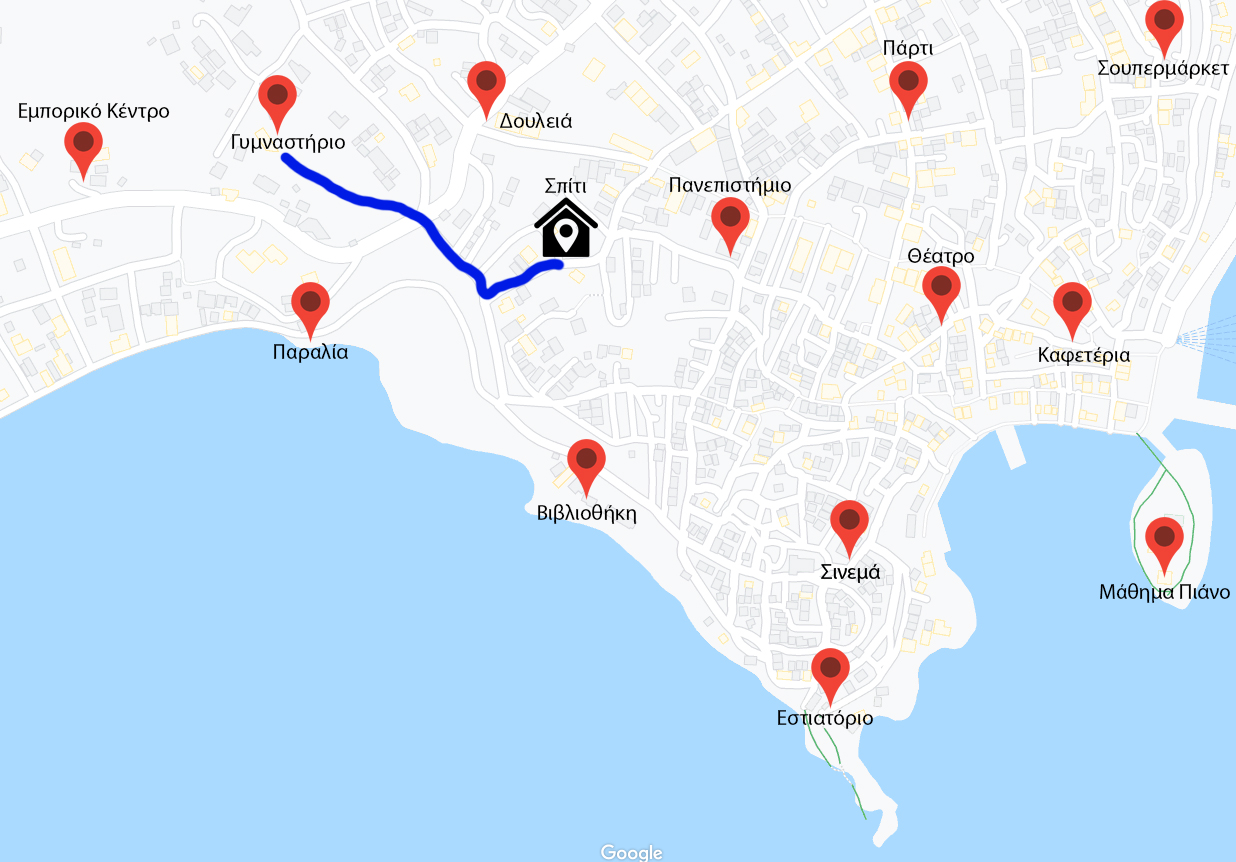 Πάρτι
Σουπερμάρκετ
Εμπορικό Κέντρο
Δουλειά
Γυμναστήριο
Σπίτι
Πανεπιστήμιο
Θέατρο
Παραλία
Καφετέρια
Βιβλιοθήκη
Σινεμά
Μάθημα Πιάνο
Εστιατόριο
Google